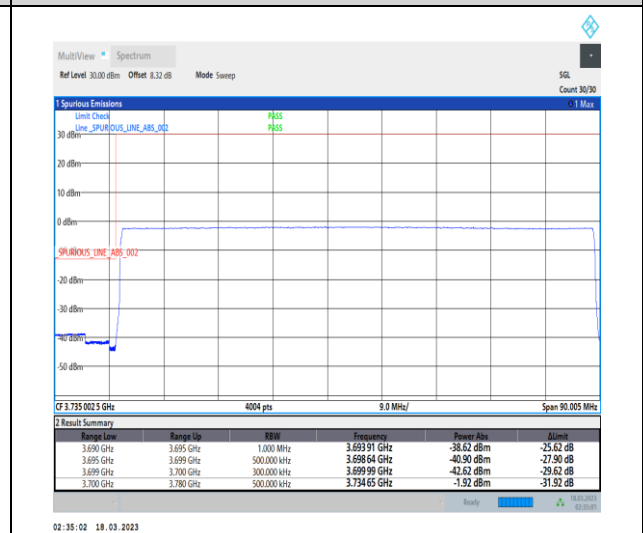 MultiView Spectrum
Ref Level 30.00 dBm Offset 8.32 dB Mode Sweep SGL
Count 30/30
1 Spurious Emissions 1 Max
Limit Check PASS
Line _SPURIOUS_LINE_ABS_002 PASS
30 dBm
20 dBm
10 dBm
0 dBm
_SPURIOUS_LINE_ABS_002
-20 dBm
-30 dBm
-40 dBm
-50 dBm
CF 3.735 002 5 GHz 4004 pts 9.0 MHz/ Span 90.005 MHz
2 Result Summary
Range Low Range Up RBW Frequency Power Abs ΔLimit
3.690 GHz 3.695 GHz 1.000 MHz 3.693 91 GHz -38.62 dBm -25.62 dB
3.695 GHz 3.699 GHz 500.000 kHz 3.698 64 GHz -40.90 dBm -27.90 dB
3.699 GHz 3.700 GHz 300.000 kHz 3.699 99 GHz -42.62 dBm -29.62 dB
3.700 GHz 3.780 GHz 500.000 kHz 3.734 65 GHz -1.92 dBm -31.92 dB
Ready 18.03.2023
02:35:01
02:35:02 18.03.2023